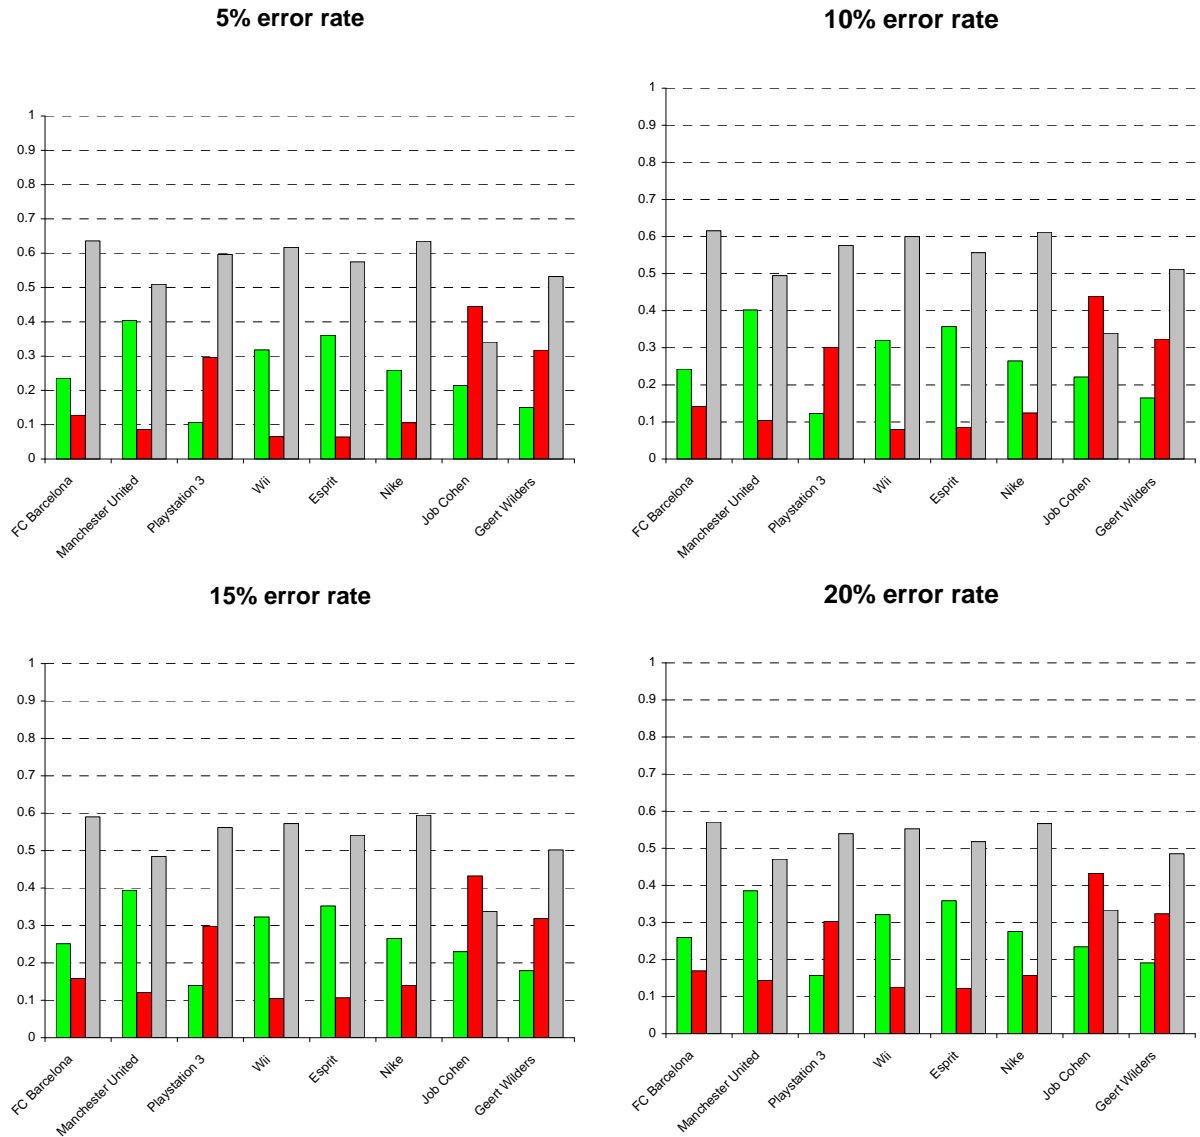 5% error rate
1
0.9
0.8
0.7
0.6
0.5
0.4
0.3
0.2
0.1
0
FC Barcelona
Manchester United
Playstation 3
Wii
Esprit
Nike
Job Cohen
Geert Wilders
10% error rate
1
0.9
0.8
0.7
0.6
0.5
0.4
0.3
0.2
0.1
0
FC Barcelona
Manchester United
Playstation 3
Wii
Esprit
Nike
Job Cohen
Geert Wilders
15% error rate
1
0.9
0.8
0.7
0.6
0.5
0.4
0.3
0.2
0.1
0
FC Barcelona
Manchester United
Playstation 3
Wii
Esprit
Nike
Job Cohen
Geert Wilders
20% error rate
1
0.9
0.8
0.7
0.6
0.5
0.4
0.3
0.2
0.1
0
FC Barcelona
Manchester United
Playstation 3
Wii
Esprit
Nike
Job Cohen
Geert Wilders